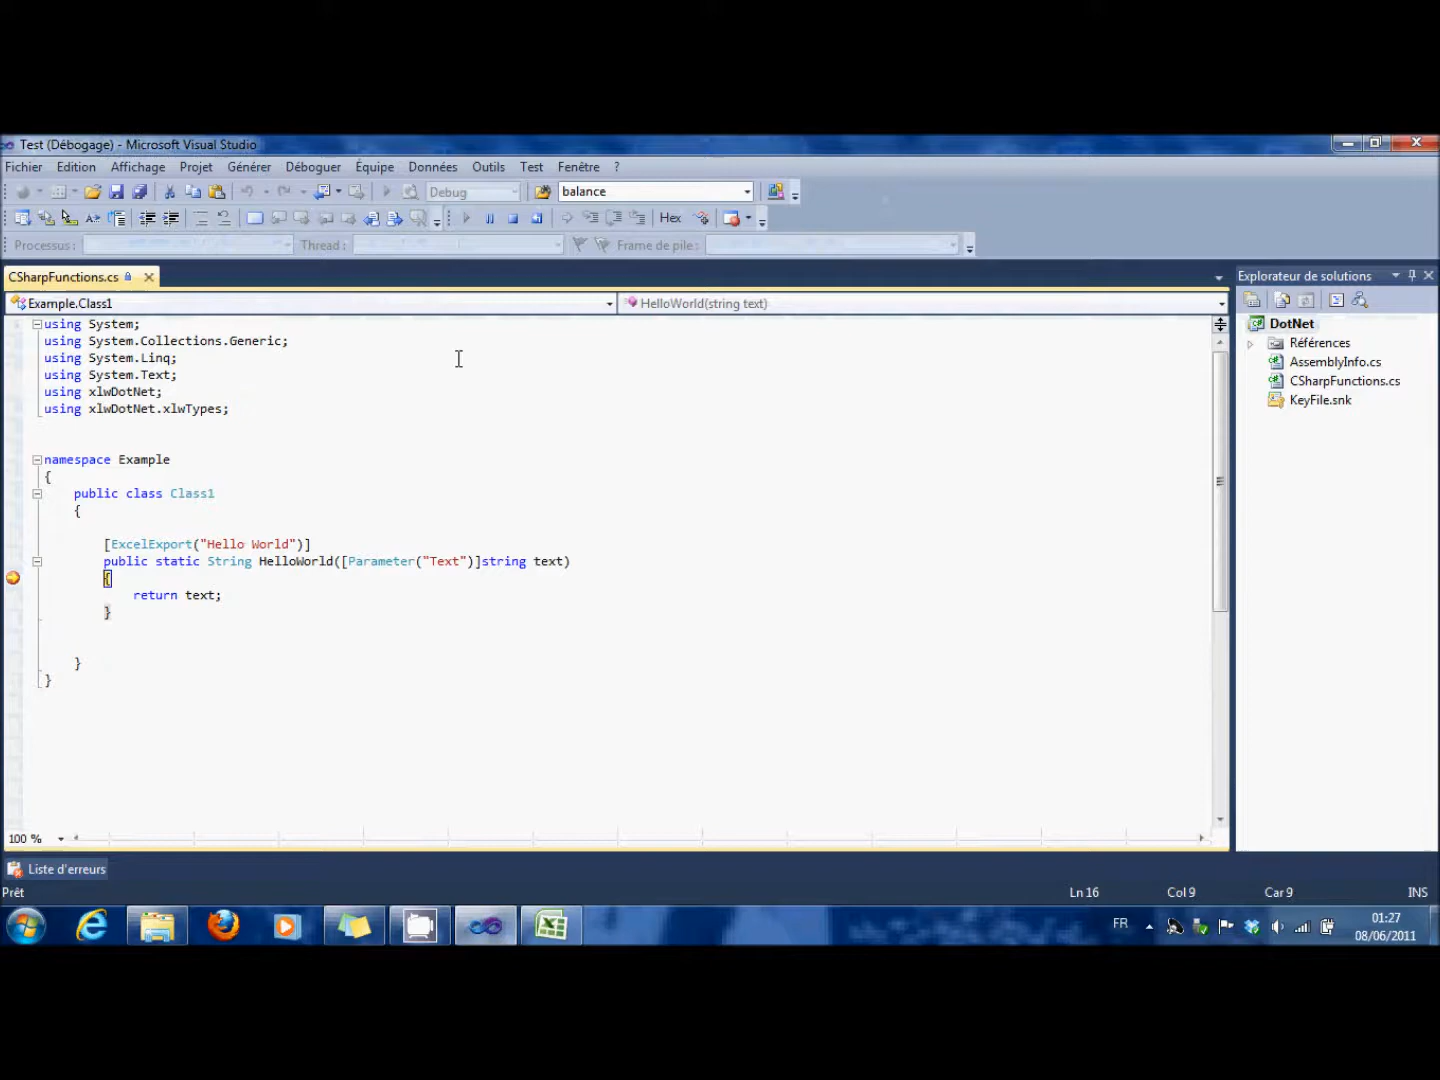 Test (Débogage) - Microsoft Visual Studio
Fichier Edition Affichage Projet Générer Déboguer Équipe Données Outils Test Fenêtre ?
Debug balance
Hex
Processus : Thread : Frame de pile :
CSharpFunctions.cs
Explorateur de solutions
Example.Class1 HelloWorld(string text)
DotNet
Références
AssemblyInfo.cs
CSharpFunctions.cs
KeyFile.snk
using System;
using System.Collections.Generic;
using System.Linq;
using System.Text;
using xlwDotNet;
using xlwDotNet.xlwTypes;
namespace Example
{
public class Class1
{
[ExcelExport("Hello World")]
public static String HelloWorld([Parameter("Text")]string text)
{
return text;
}
}
}
100 %
Liste d'erreurs
Prêt Ln 16 Col 9 Car 9 INS
FR 01:27
08/06/2011